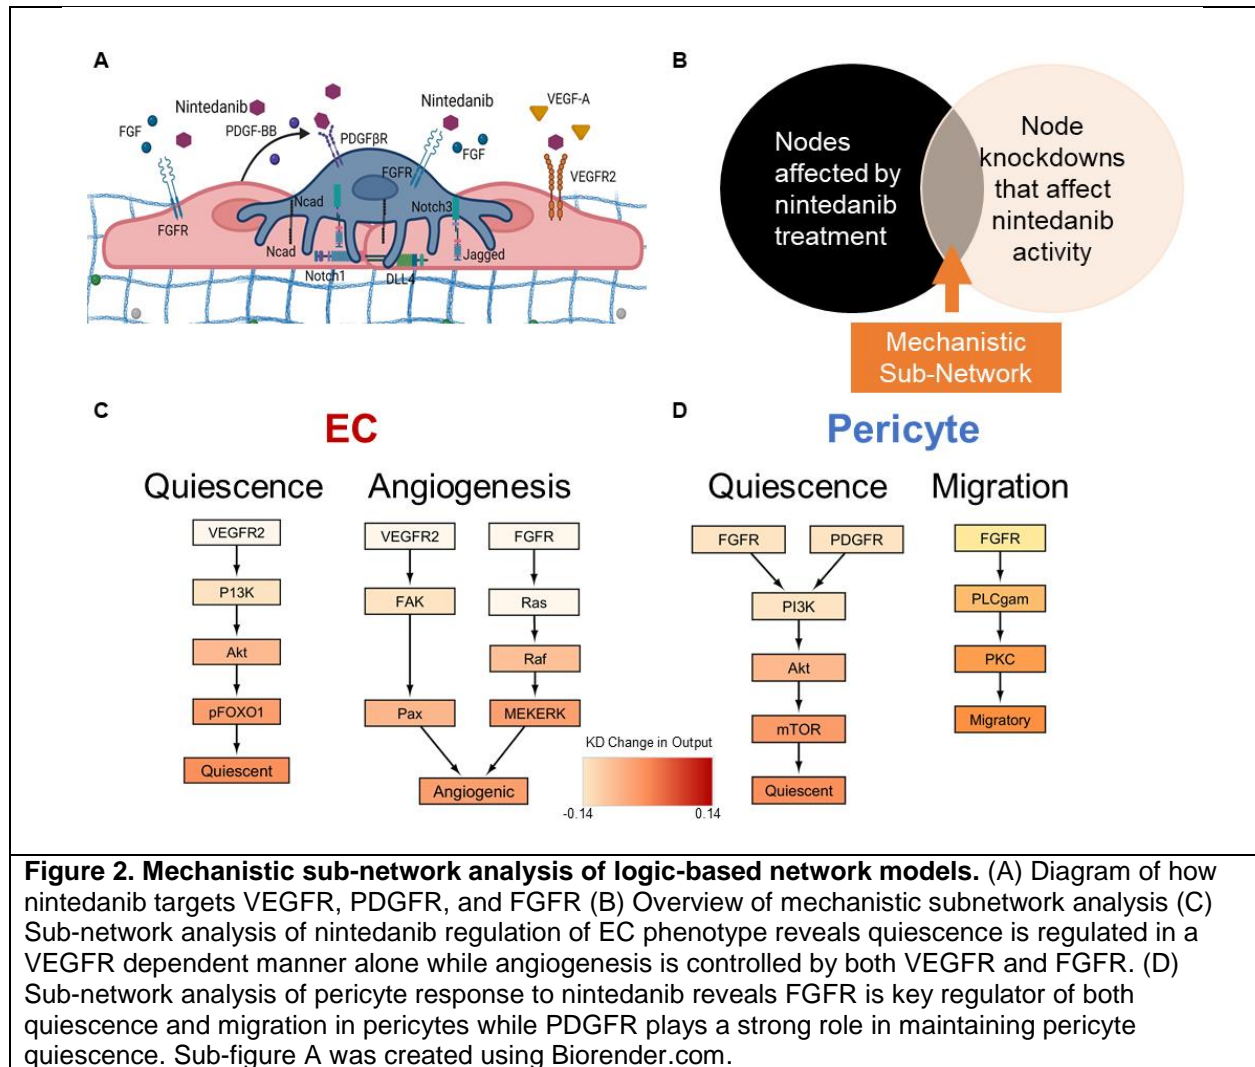 A
Nintedanib
FGF
PDGF-BB
PDGFβR
Nintedanib
FGF
VEGF-A
FGFR
VEGFR2
Ncad
Notch3
FGFR
Ncad
Jagged
Notch1
DLL4
B
Nodes
affected by
nintedanib
treatment
Node
knockdowns
that affect
nintedanib
activity
Mechanistic
Sub-Network
C
EC
Quiescence
VEGFR2
P13K
Akt
pFOXO1
Quiescent
Angiogenesis
VEGFR2
FGFR
FAK
Ras
Raf
Pax
MEKERK
Angiogenic
KD Change in Output
-0.14
0.14
D
Pericyte
Quiescence
FGFR
PDGFR
PI3K
Akt
mTOR
Quiescent
Migration
FGFR
PLCgam
PKC
Migratory
Figure 2. Mechanistic sub-network analysis of logic-based network models. (A) Diagram of how
nintedanib targets VEGFR, PDGFR, and FGFR (B) Overview of mechanistic subnetwork analysis (C)
Sub-network analysis of nintedanib regulation of EC phenotype reveals quiescence is regulated in a
VEGFR dependent manner alone while angiogenesis is controlled by both VEGFR and FGFR. (D)
Sub-network analysis of pericyte response to nintedanib reveals FGFR is key regulator of both
quiescence and migration in pericytes while PDGFR plays a strong role in maintaining pericyte
quiescence. Sub-figure A was created using Biorender.com.